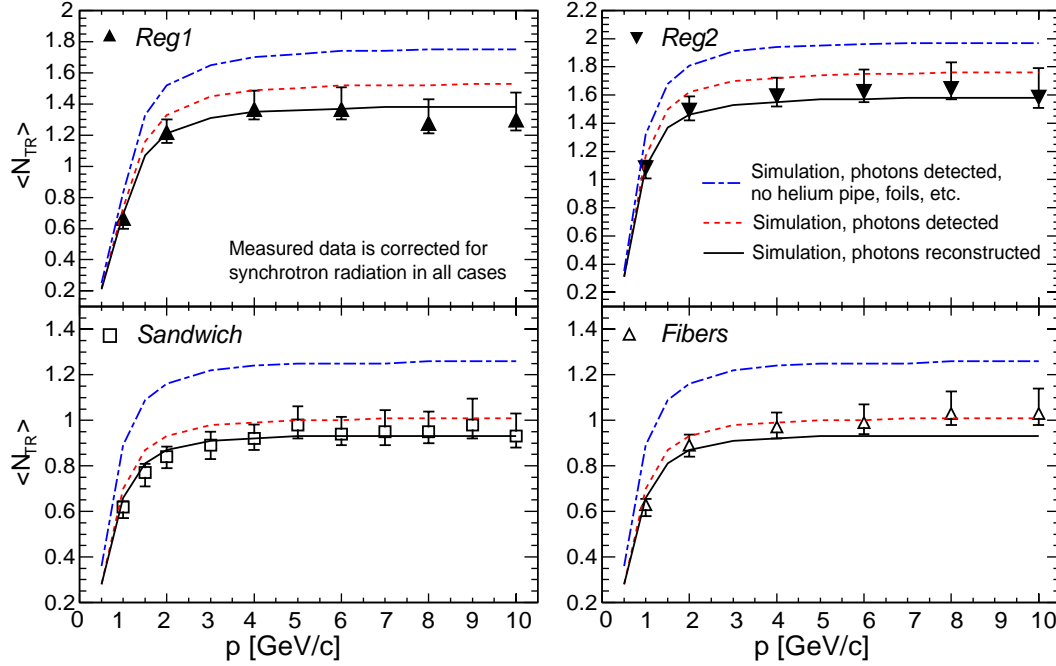 2
1.8
1.6
1.4
1.2
1
0.8
0.6
0.4
0.2
<N_TR>
Reg1
Measured data is corrected for
synchrotron radiation in all cases
2.2
2
1.8
1.6
1.4
1.2
1
0.8
0.6
0.4
0.2
Reg2
Simulation, photons detected,
no helium pipe, foils, etc.
Simulation, photons detected
Simulation, photons reconstructed
1.4
1.2
1
0.8
0.6
0.4
0.2
<N_TR>
Sandwich
0 1 2 3 4 5 6 7 8 9 10
p [GeV/c]
1.4
1.2
1
0.8
0.6
0.4
0.2
Fibers
0 1 2 3 4 5 6 7 8 9 10
p [GeV/c]